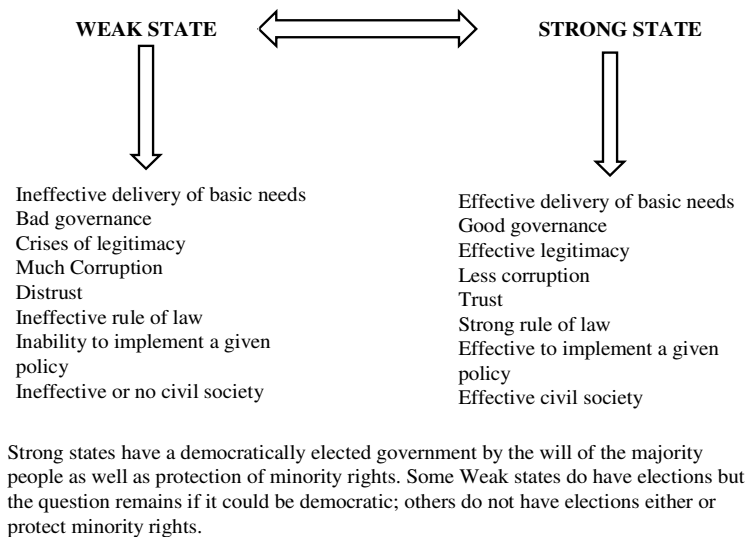 WEAK STATE
STRONG STATE
Ineffective delivery of basic needs
Bad governance
Crises of legitimacy
Much Corruption
Distrust
Ineffective rule of law
Inability to implement a given
policy
Ineffective or no civil society
Effective delivery of basic needs
Good governance
Effective legitimacy
Less corruption
Trust
Strong rule of law
Effective to implement a given
policy
Effective civil society
Strong states have a democratically elected government by the will of the majority
people as well as protection of minority rights. Some Weak states do have elections but
the question remains if it could be democratic; others do not have elections either or
protect minority rights.